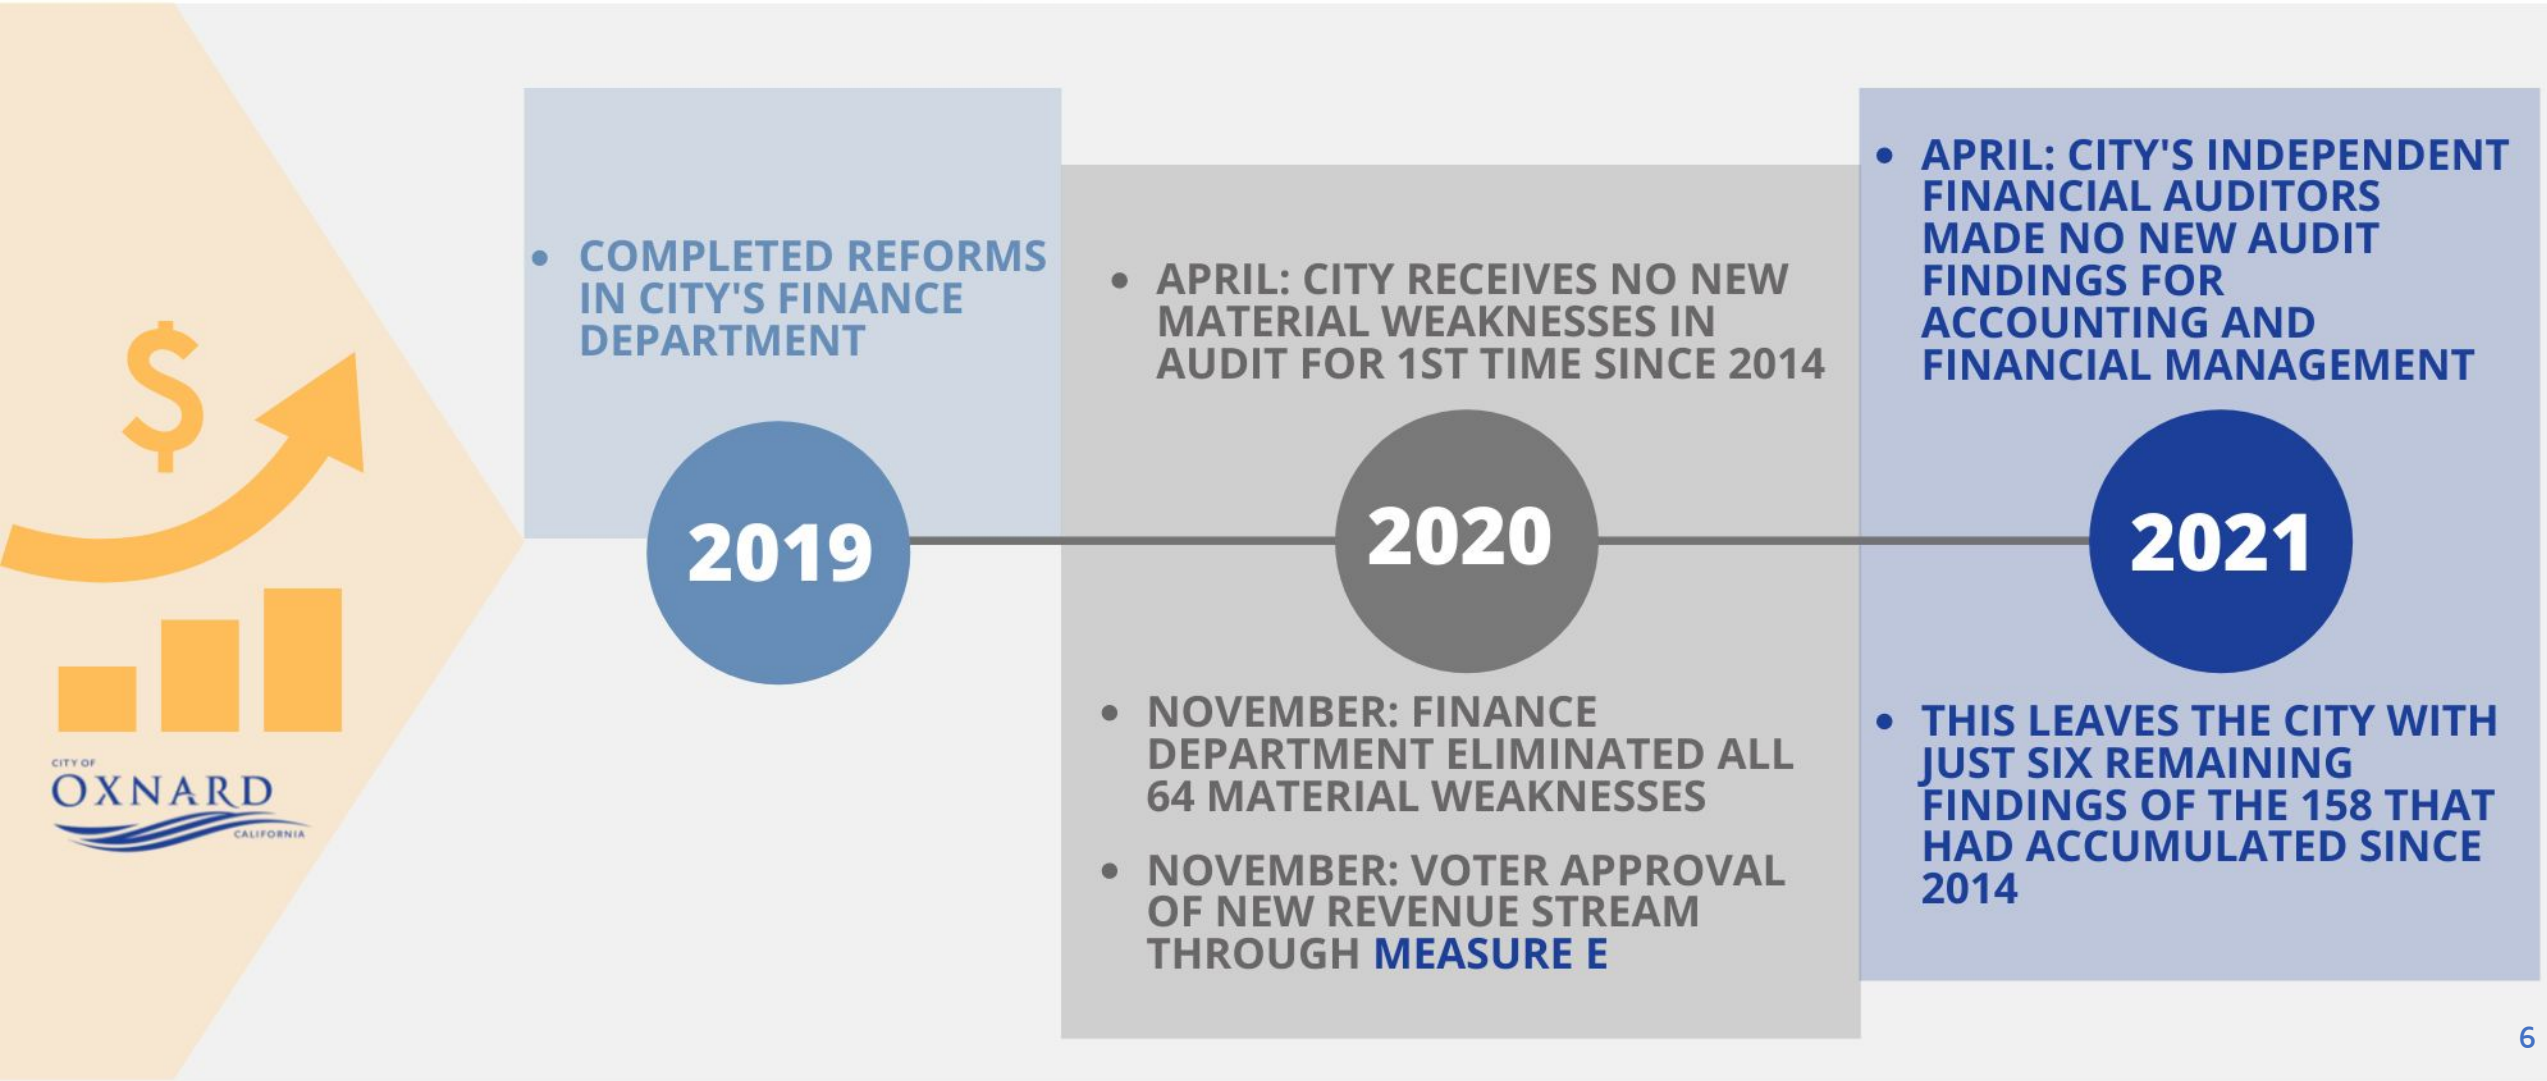 CITY OF
OXNARD
CALIFORNIA
• COMPLETED REFORMS
IN CITY'S FINANCE
DEPARTMENT
2019
• APRIL: CITY RECEIVES NO NEW
MATERIAL WEAKNESSES IN
AUDIT FOR 1ST TIME SINCE 2014
2020
• NOVEMBER: FINANCE
DEPARTMENT ELIMINATED ALL
64 MATERIAL WEAKNESSES
• NOVEMBER: VOTER APPROVAL
OF NEW REVENUE STREAM
THROUGH MEASURE E
• APRIL: CITY'S INDEPENDENT
FINANCIAL AUDITORS
MADE NO NEW AUDIT
FINDINGS FOR
ACCOUNTING AND
FINANCIAL MANAGEMENT
2021
• THIS LEAVES THE CITY WITH
JUST SIX REMAINING
FINDINGS OF THE 158 THAT
HAD ACCUMULATED SINCE
2014
6